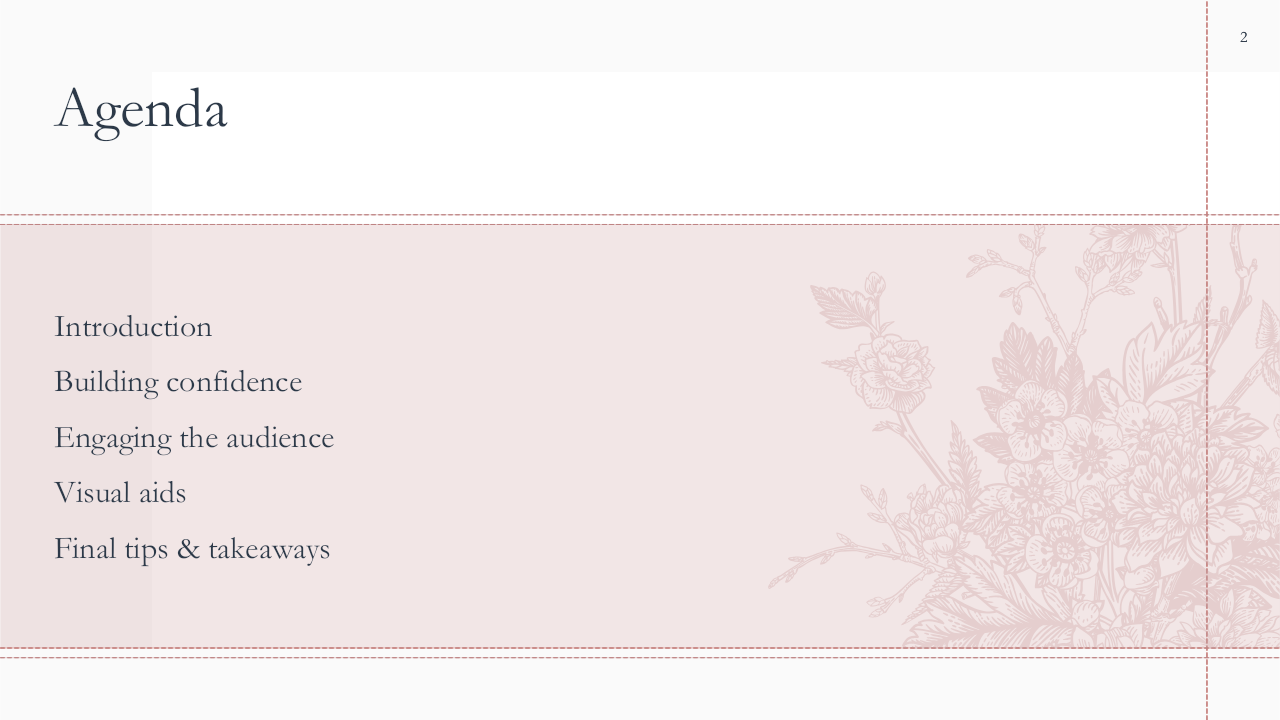 2
Agenda
Introduction
Building confidence
Engaging the audience
Visual aids
Final tips & takeaways